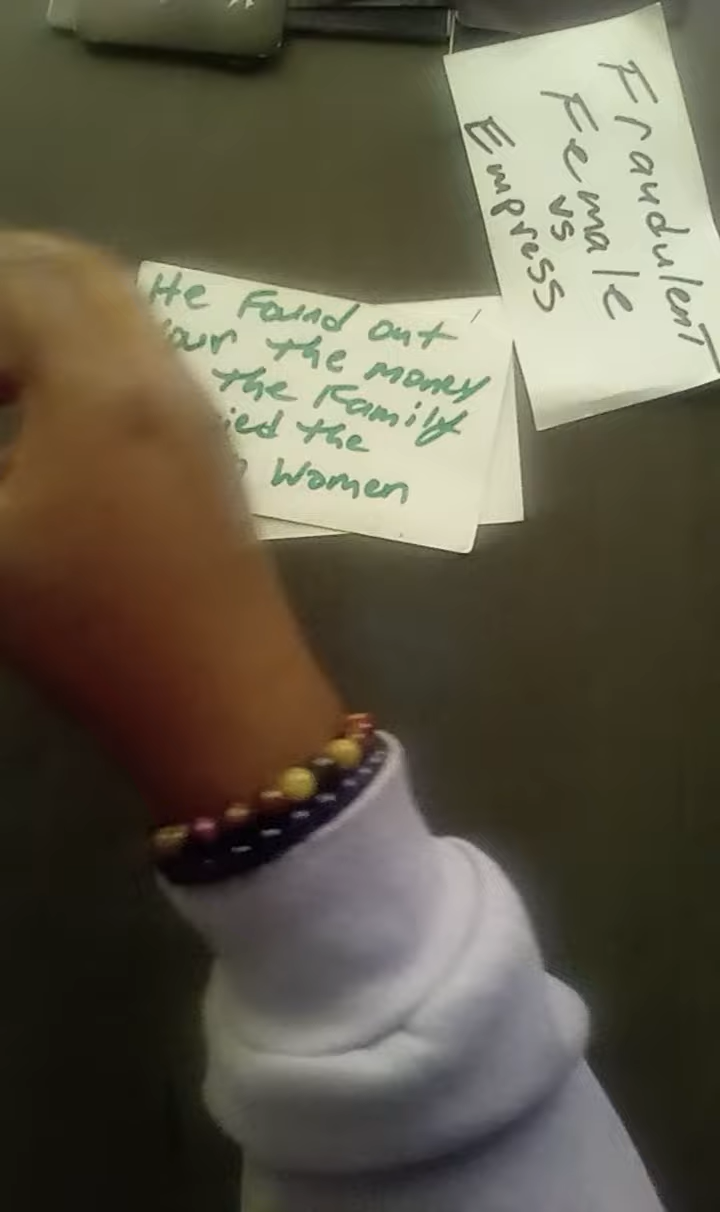 He Found out
the money
the Family
the
Women
Fraudulent
Female
vs
Empress